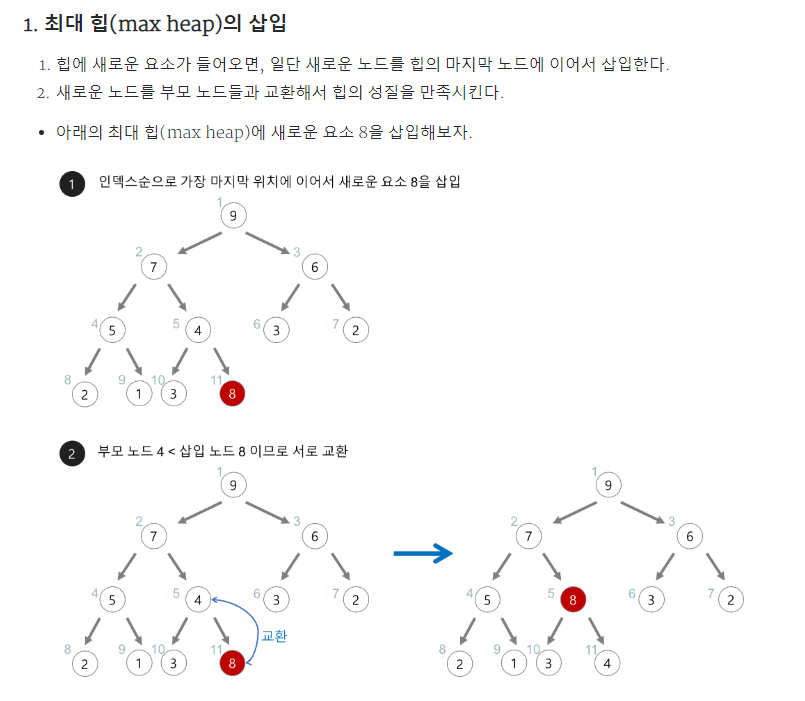 1. 최대 힙(max heap)의 삽입
1. 힙에 새로운 요소가 들어오면, 일단 새로운 노드를 힙의 마지막 노드에 이어서 삽입한다.
2. 새로운 노드를 부모 노드들과 교환해서 힙의 성질을 만족시킨다.
• 아래의 최대 힙(max heap)에 새로운 요소 8을 삽입해보자.
1 인덱스순으로 가장 마지막 위치에 이어서 새로운 요소 8을 삽입
1 9
2 7 3 6
4 5 5 4 6 3 7 2
8 2 9 1 10 3 11 8
2 부모 노드 4 < 삽입 노드 8 이므로 서로 교환
1 9
2 7 3 6
4 5 5 4 6 3 7 2
교환
8 2 9 1 10 3 11 8
1 9
2 7 3 6
4 5 5 8 6 3 7 2
8 2 9 1 10 3 11 4